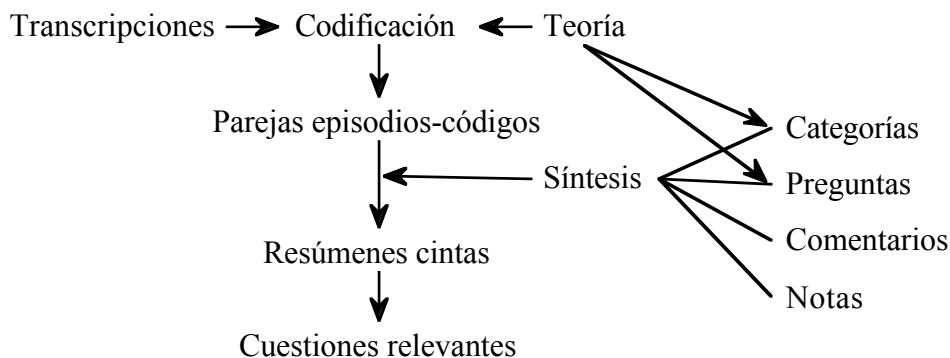 Transcripciones
Codificación
Teoría
Parejas episodios-códigos
Categorías
Síntesis
Preguntas
Resúmenes cintas
Comentarios
Notas
Cuestiones relevantes